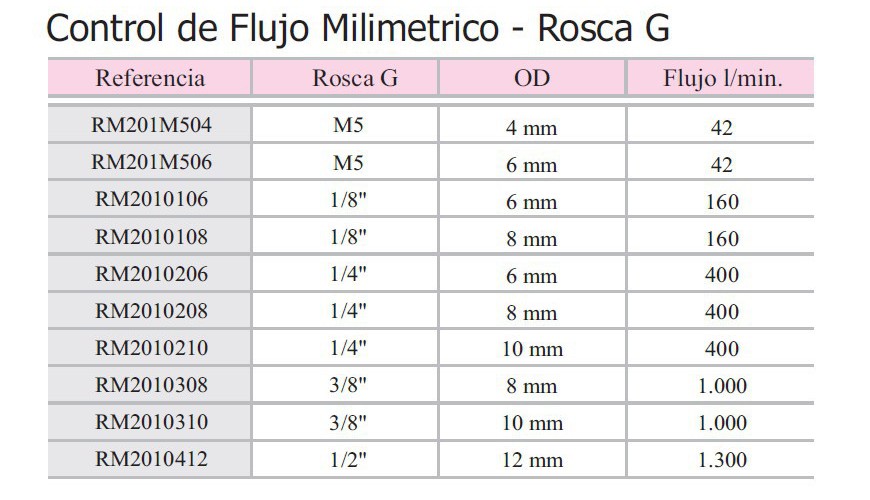 Control de Flujo Milimetrico - Rosca G
Referencia Rosca G OD Flujo l/min.
RM201M504 M5 4 mm 42
RM201M506 M5 6 mm 42
RM2010106 1/8" 6 mm 160
RM2010108 1/8" 8 mm 160
RM2010206 1/4" 6 mm 400
RM2010208 1/4" 8 mm 400
RM2010210 1/4" 10 mm 400
RM2010308 3/8" 8 mm 1.000
RM2010310 3/8" 10 mm 1.000
RM2010412 1/2" 12 mm 1.300